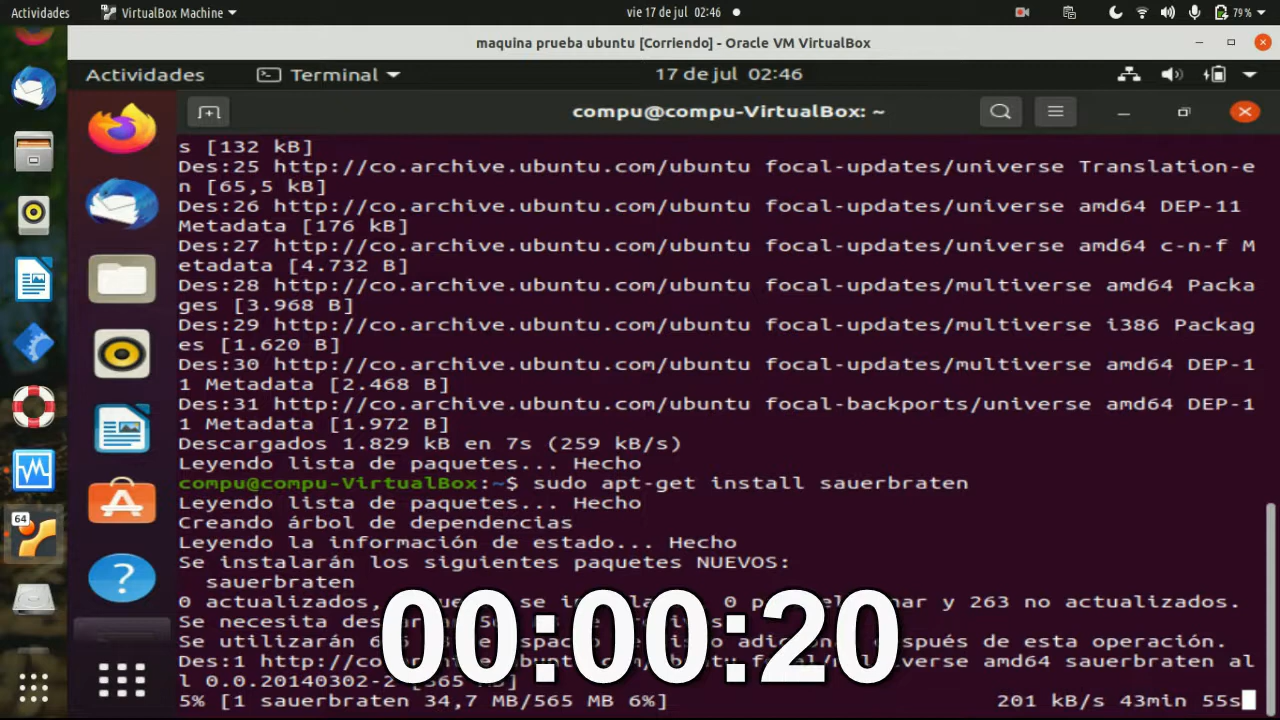 Actividades VirtualBox Machine vie 17 de jul 02:46 79%
maquina prueba ubuntu [Corriendo] - Oracle VM VirtualBox
Actividades Terminal 17 de jul 02:46
compu@compu-VirtualBox: ~
s [132 kB]
Des:25 http://co.archive.ubuntu.com/ubuntu focal-updates/universe Translation-e
n [65,5 kB]
Des:26 http://co.archive.ubuntu.com/ubuntu focal-updates/universe amd64 DEP-11
Metadata [176 kB]
Des:27 http://co.archive.ubuntu.com/ubuntu focal-updates/universe amd64 c-n-f M
etadata [4.732 B]
Des:28 http://co.archive.ubuntu.com/ubuntu focal-updates/multiverse amd64 Packa
ges [3.968 B]
Des:29 http://co.archive.ubuntu.com/ubuntu focal-updates/multiverse i386 Packag
es [1.620 B]
Des:30 http://co.archive.ubuntu.com/ubuntu focal-updates/multiverse amd64 DEP-1
1 Metadata [2.468 B]
Des:31 http://co.archive.ubuntu.com/ubuntu focal-backports/universe amd64 DEP-1
1 Metadata [1.972 B]
Descargados 1.829 kB en 7s (259 kB/s)
Leyendo lista de paquetes... Hecho
compu@compu-VirtualBox:~$ sudo apt-get install sauerbraten
Leyendo lista de paquetes... Hecho
Creando árbol de dependencias
Leyendo la información de estado... Hecho
Se instalarán los siguientes paquetes NUEVOS:
sauerbraten
0 actualizados, se 0 y 263 no actualizados.
Se necesita
Se utilizarán después de esta operación.
Des:1 amd64 sauerbraten al
l 0.0.20140302-2
5% [1 sauerbraten 34,7 MB/565 MB 6%] 201 kB/s 43min 55s
64
00:00:20